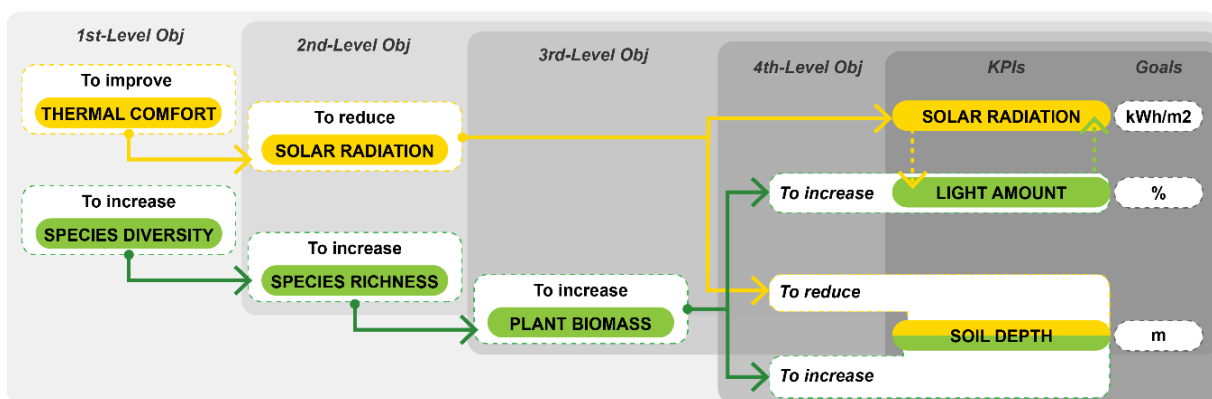 1st-Level Obj
2nd-Level Obj
3rd-Level Obj
4th-Level Obj
KPIs
Goals
To improve
THERMAL COMFORT
To reduce
SOLAR RADIATION
SOLAR RADIATION
kWh/m2
To increase
SPECIES DIVERSITY
To increase
LIGHT AMOUNT
%
To increase
SPECIES RICHNESS
To increase
PLANT BIOMASS
To reduce
SOIL DEPTH
m
To increase